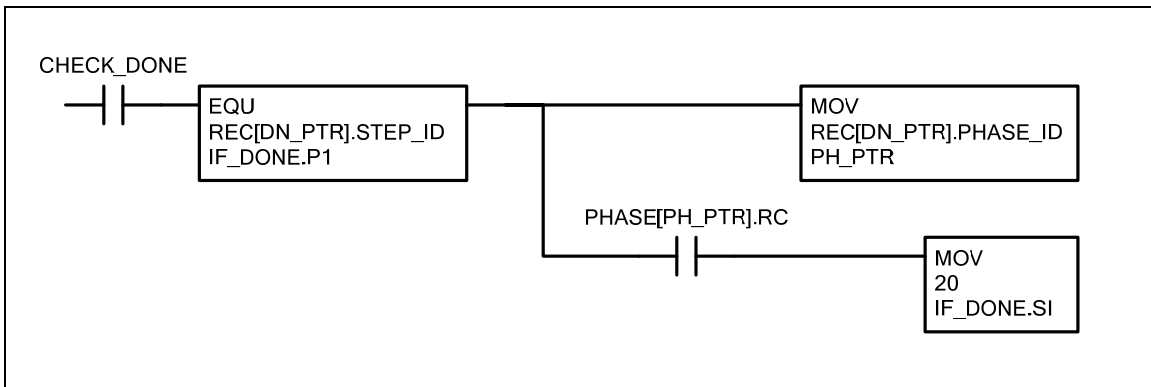 CHECK_DONE
EQU
REC[DN_PTR].STEP_ID
IF_DONE.P1
MOV
REC[DN_PTR].PHASE_ID
PH_PTR
PHASE[PH_PTR].RC
MOV
20
IF_DONE.SI